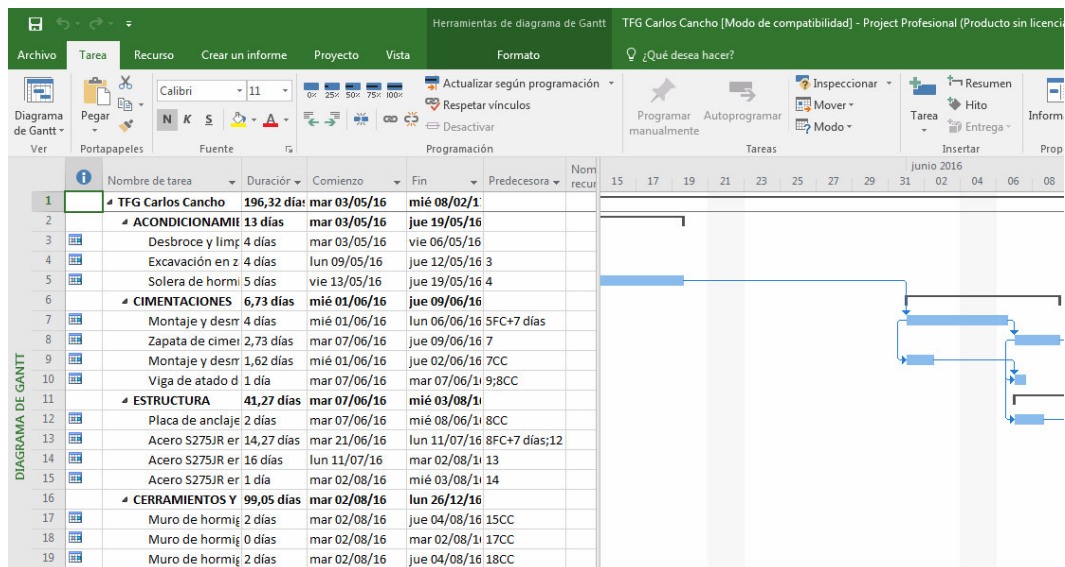 Herramientas de diagrama de Gantt TFG Carlos Cancho [Modo de compatibilidad] - Project Profesional (Producto sin licencia
Archivo Tarea Recurso Crear un informe Proyecto Vista Formato ¿Qué desea hacer?
Diagrama de Gantt
Ver
Pegar
Portapapeles
Calibri 11
N K S A
Fuente
0% 25% 50% 75% 100%
Actualizar según programación
Respetar vínculos
Desactivar
Programación
Programar manualmente
Autoprogramar
Inspeccionar
Mover
Modo
Tareas
Tarea
Resumen
Hito
Entrega
Insertar
Inform
Prop
Nombre de tarea Duración Comienzo Fin Predecesora Nom recur
junio 2016
15 17 19 21 23 25 27 29 31 02 04 06 08
1 TFG Carlos Cancho 196,32 días mar 03/05/16 mié 08/02/1
2 ACONDICIONAMIE 13 días mar 03/05/16 jue 19/05/16
3 Desbroce y limp 4 días mar 03/05/16 vie 06/05/16
4 Excavación en z 4 días lun 09/05/16 jue 12/05/16 3
5 Solera de hormi 5 días vie 13/05/16 jue 19/05/16 4
6 CIMENTACIONES 6,73 días mié 01/06/16 jue 09/06/16
7 Montaje y desm 4 días mié 01/06/16 lun 06/06/16 5FC+7 días
8 Zapata de cimen 2,73 días mar 07/06/16 jue 09/06/16 7
9 Montaje y desm 1,62 días mié 01/06/16 jue 02/06/16 7CC
10 Viga de atado d 1 día mar 07/06/16 mar 07/06/16 9;8CC
11 ESTRUCTURA 41,27 días mar 07/06/16 mié 03/08/16
12 Placa de anclaje 2 días mar 07/06/16 mié 08/06/16 8CC
13 Acero S275JR en 14,27 días mar 21/06/16 lun 11/07/16 8FC+7 días;12
14 Acero S275JR en 16 días lun 11/07/16 mar 02/08/16 13
15 Acero S275JR en 1 día mar 02/08/16 mié 03/08/16 14
16 CERRAMIENTOS Y 99,05 días mar 02/08/16 lun 26/12/16
17 Muro de hormig 2 días mar 02/08/16 jue 04/08/16 15CC
18 Muro de hormig 0 días mar 02/08/16 mar 02/08/16 17CC
19 Muro de hormig 2 días mar 02/08/16 jue 04/08/16 18CC
DIAGRAMA DE GANTT